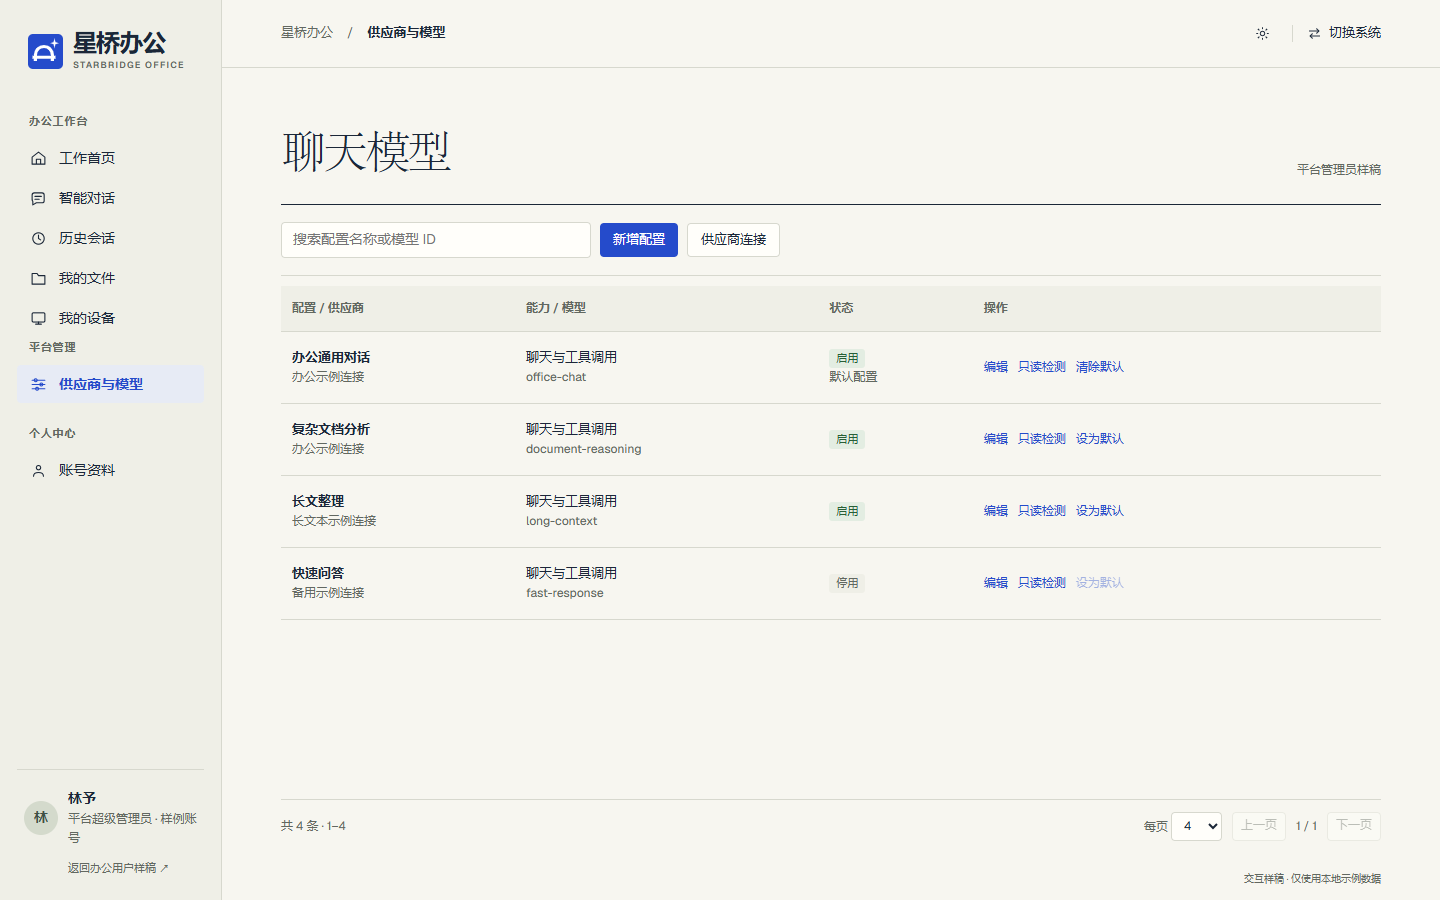 星桥办公
STARBRIDGE OFFICE
办公工作台
工作首页
智能对话
历史会话
我的文件
我的设备
平台管理
供应商与模型
个人中心
账号资料
林
林予
平台超级管理员 · 样例账
号
返回办公用户样稿 ↗
星桥办公 / 供应商与模型
切换系统
聊天模型
平台管理员样稿
搜索配置名称或模型 ID
新增配置
供应商连接
配置 / 供应商 能力 / 模型 状态 操作
办公通用对话
办公示例连接
聊天与工具调用
office-chat
启用
默认配置
编辑 只读检测 清除默认
复杂文档分析
办公示例连接
聊天与工具调用
document-reasoning
启用
编辑 只读检测 设为默认
长文整理
长文本示例连接
聊天与工具调用
long-context
启用
编辑 只读检测 设为默认
快速问答
备用示例连接
聊天与工具调用
fast-response
停用
编辑 只读检测 设为默认
共 4 条 · 1–4
每页 4 上一页 1 / 1 下一页
交互样稿 · 仅使用本地示例数据